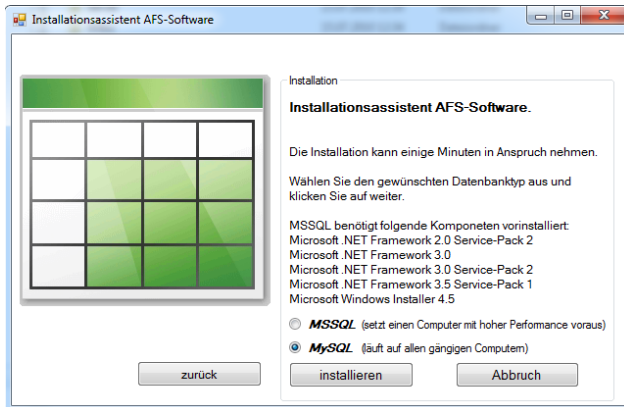 Installationsassistent AFS-Software
Installation
Installationsassistent AFS-Software.
Die Installation kann einige Minuten in Anspruch nehmen.
Wählen Sie den gewünschten Datenbanktyp aus und
klicken Sie auf weiter.
MSSQL benötigt folgende Komponeten vorinstalliert:
Microsoft .NET Framework 2.0 Service-Pack 2
Microsoft .NET Framework 3.0
Microsoft .NET Framework 3.0 Service-Pack 2
Microsoft .NET Framework 3.5 Service-Pack 1
Microsoft Windows Installer 4.5
MSSQL (setzt einen Computer mit hoher Performance voraus)
MySQL (läuft auf allen gängigen Computern)
zurück installieren Abbruch